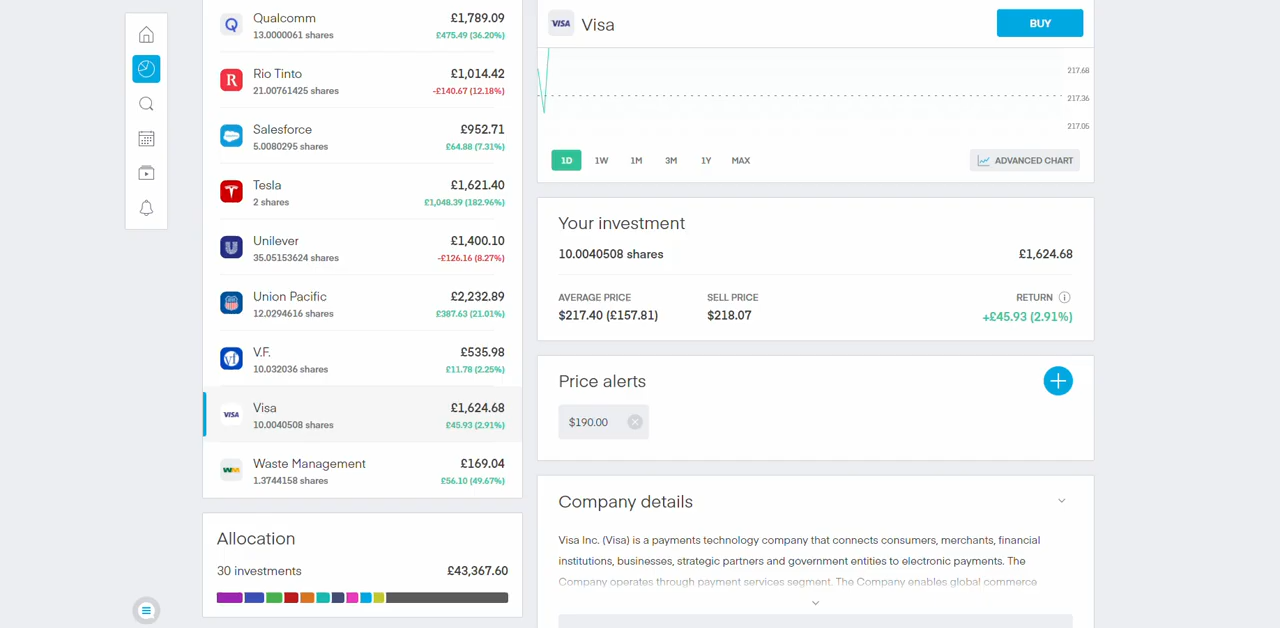 Qualcomm £1,789.09
13.0000061 shares £475.49 (36.20%)
Rio Tinto £1,014.42
21.00761425 shares -£140.67 (12.18%)
Salesforce £952.71
5.0080295 shares £64.88 (7.31%)
Tesla £1,621.40
2 shares £1,048.39 (182.96%)
Unilever £1,400.10
35.05153624 shares -£126.16 (8.27%)
Union Pacific £2,232.89
12.0294616 shares £387.63 (21.01%)
V.F. £535.98
10.032036 shares £11.78 (2.25%)
VISA Visa £1,624.68
10.0040508 shares £45.93 (2.91%)
Waste Management £169.04
1.3744158 shares £56.10 (49.67%)
Allocation
30 investments £43,367.60
VISA Visa BUY
217.68
217.36
217.05
1D 1W 1M 3M 1Y MAX ADVANCED CHART
Your investment
10.0040508 shares £1,624.68
AVERAGE PRICE SELL PRICE RETURN
$217.40 (£157.81) $218.07 +£45.93 (2.91%)
Price alerts
$190.00
Company details
Visa Inc. (Visa) is a payments technology company that connects consumers, merchants, financial
institutions, businesses, strategic partners and government entities to electronic payments. The
Company operates through payment services segment. The Company enables global commerce